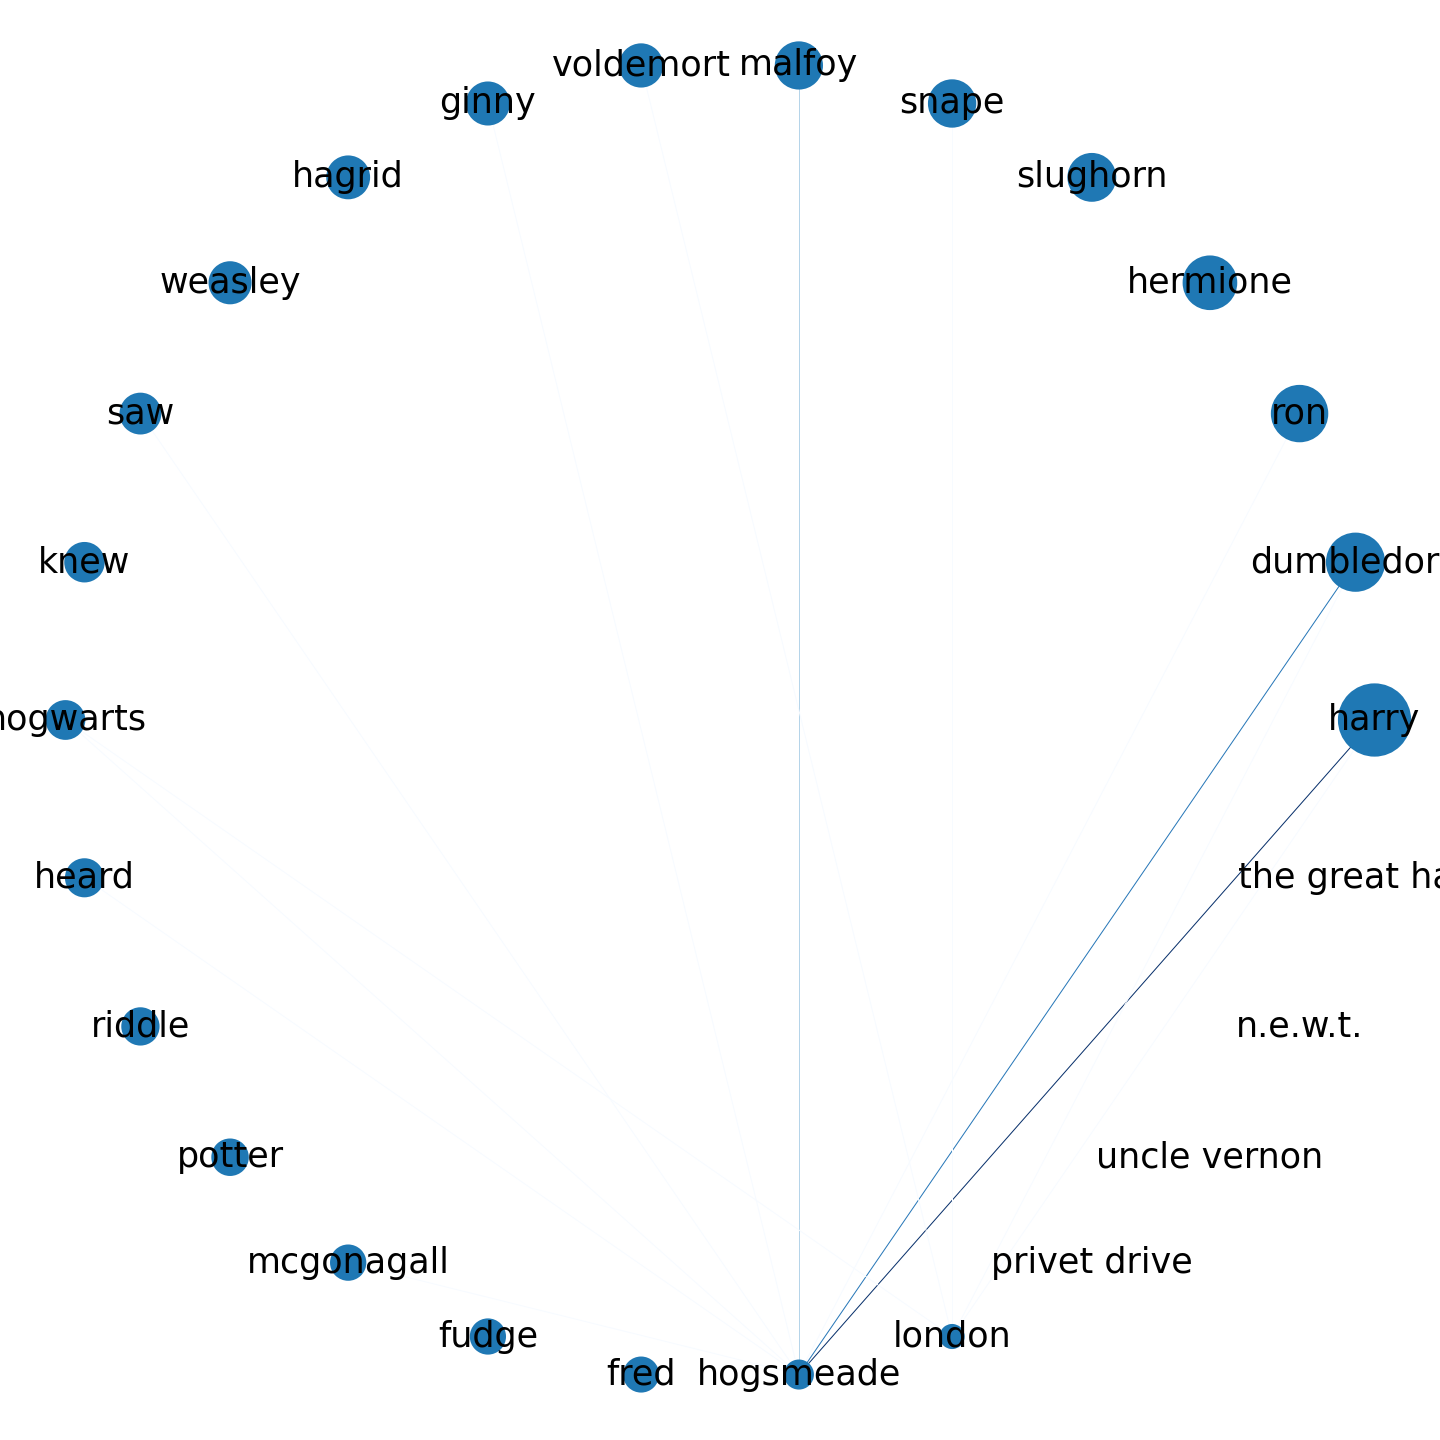 voldemort malfoy
ginny
snape
hagrid
slughorn
weasley
hermione
saw
ron
knew
dumbledor
hogwarts
harry
heard
the great ha
riddle
n.e.w.t.
potter
uncle vernon
mcgonagall
privet drive
fudge
london
fred
hogsmeade